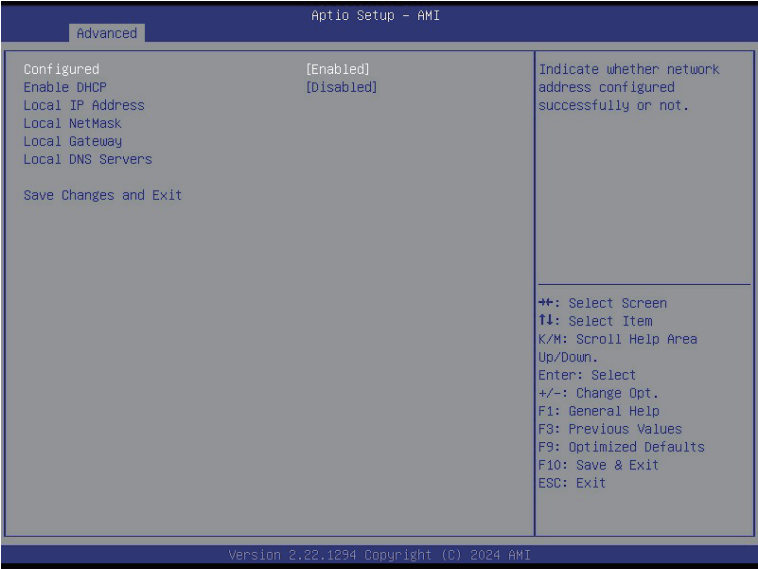 Aptio Setup – AMI
Advanced
Configured [Enabled]
Enable DHCP [Disabled]
Local IP Address
Local NetMask
Local Gateway
Local DNS Servers
Save Changes and Exit
Indicate whether network
address configured
successfully or not.
→←: Select Screen
↑↓: Select Item
K/M: Scroll Help Area
Up/Down.
Enter: Select
+/-: Change Opt.
F1: General Help
F3: Previous Values
F9: Optimized Defaults
F10: Save & Exit
ESC: Exit
Version 2.22.1294 Copyright (C) 2024 AMI